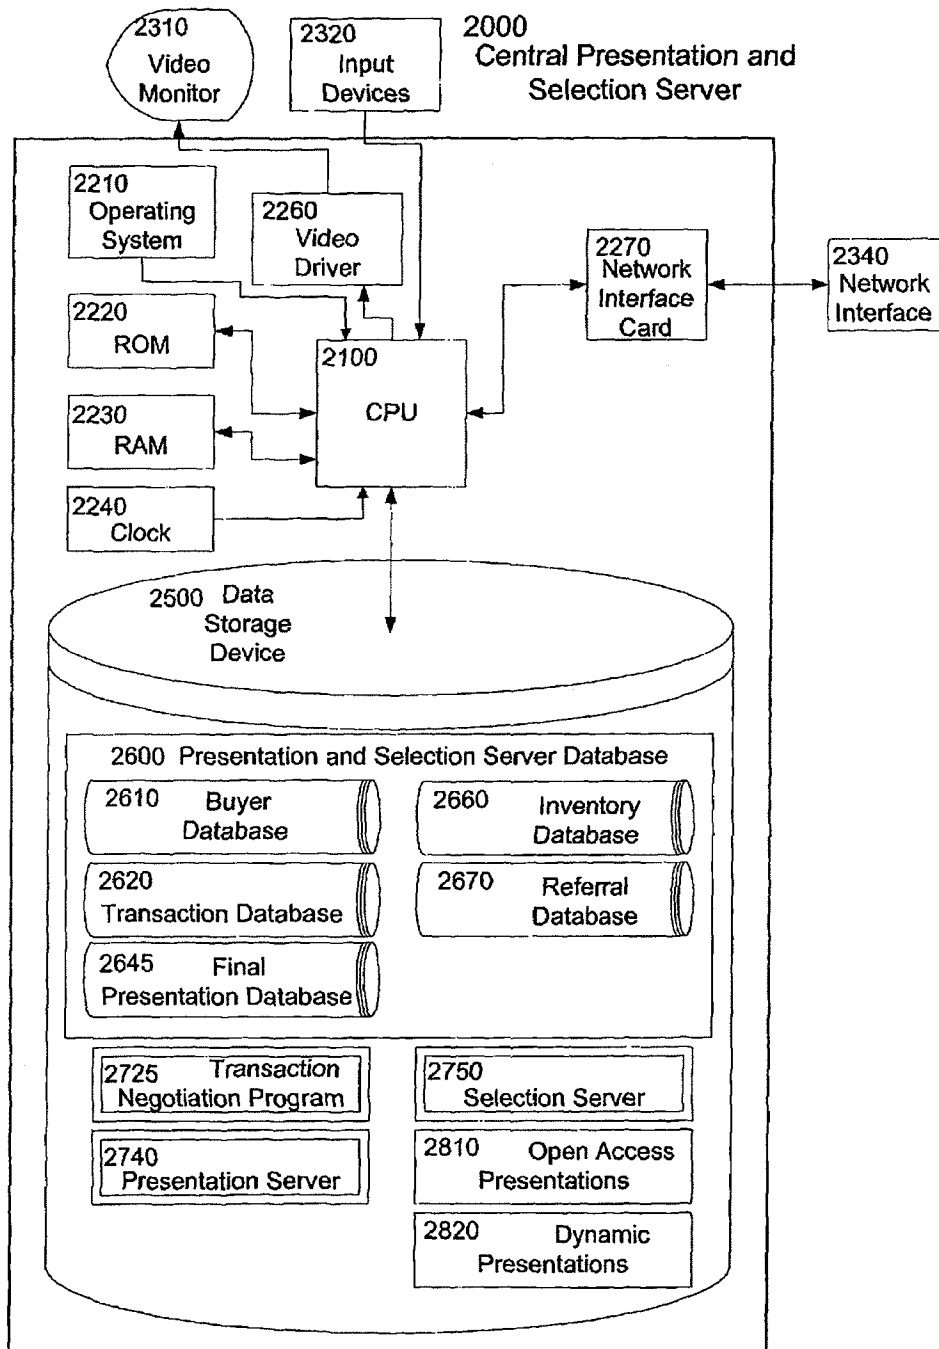 2310
Video
Monitor
2320
Input
Devices
2000
Central Presentation and
Selection Server
2210
Operating
System
2260
Video
Driver
2270
Network
Interface
Card
2340
Network
Interface
2220
ROM
2100
CPU
2230
RAM
2240
Clock
2500 Data
Storage
Device
2600 Presentation and Selection Server Database
2610 Buyer
Database
2660 Inventory
Database
2620
Transaction Database
2670 Referral
Database
2645 Final
Presentation Database
2725 Transaction
Negotiation Program
2750
Selection Server
2740
Presentation Server
2810 Open Access
Presentations
2820 Dynamic
Presentations